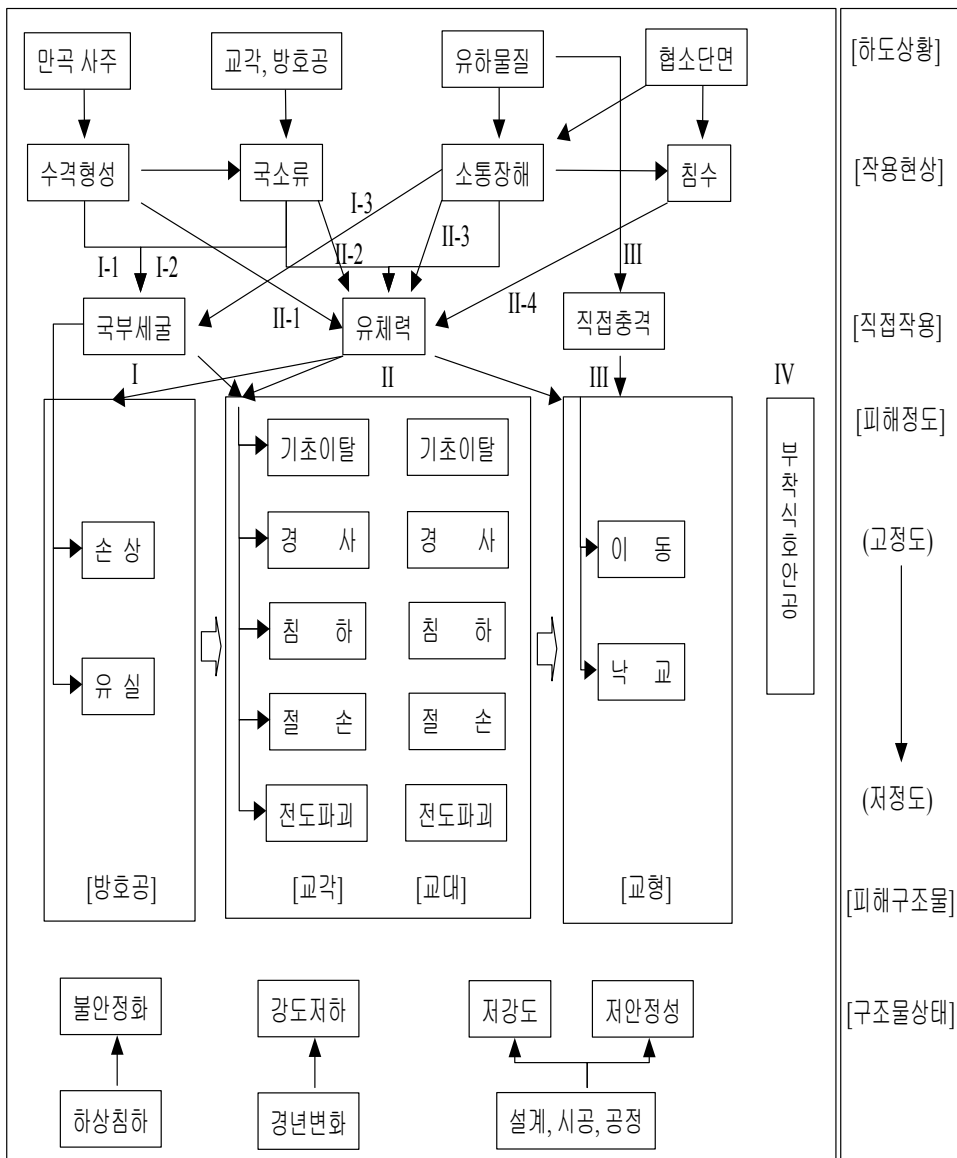 만곡 사주
교각, 방호공
유하물질
협소단면
[하도상황]
수격형성
국소류
소통장해
침수
[작용현상]
I-3
II-2
II-3
III
I-1
I-2
II-1
II-4
국부세굴
유체력
직접충격
[직접작용]
I
II
III
IV
[피해정도]
기초이탈
기초이탈
부
착
식
호
안
공
손 상
경 사
경 사
이 동
(고정도)
침 하
침 하
유 실
낙 교
절 손
절 손
전도파괴
전도파괴
(저정도)
[방호공]
[교각]
[교대]
[교형]
[피해구조물]
불안정화
강도저하
저강도
저안정성
[구조물상태]
하상침하
경년변화
설계, 시공, 공정